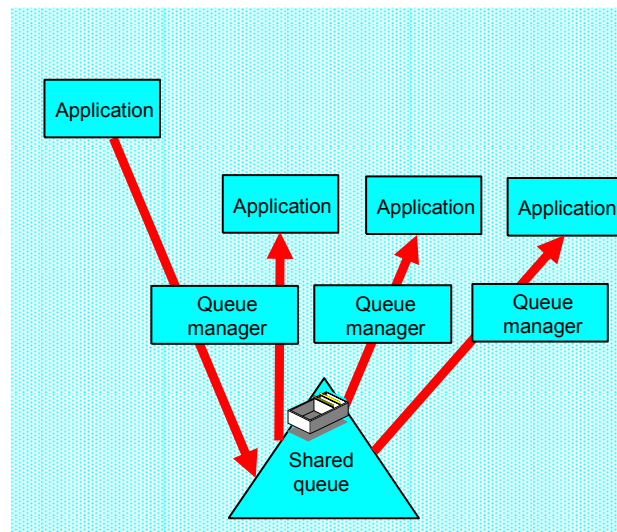 Application
Application
Application
Application
Queue
manager
Queue
manager
Queue
manager
Shared
queue